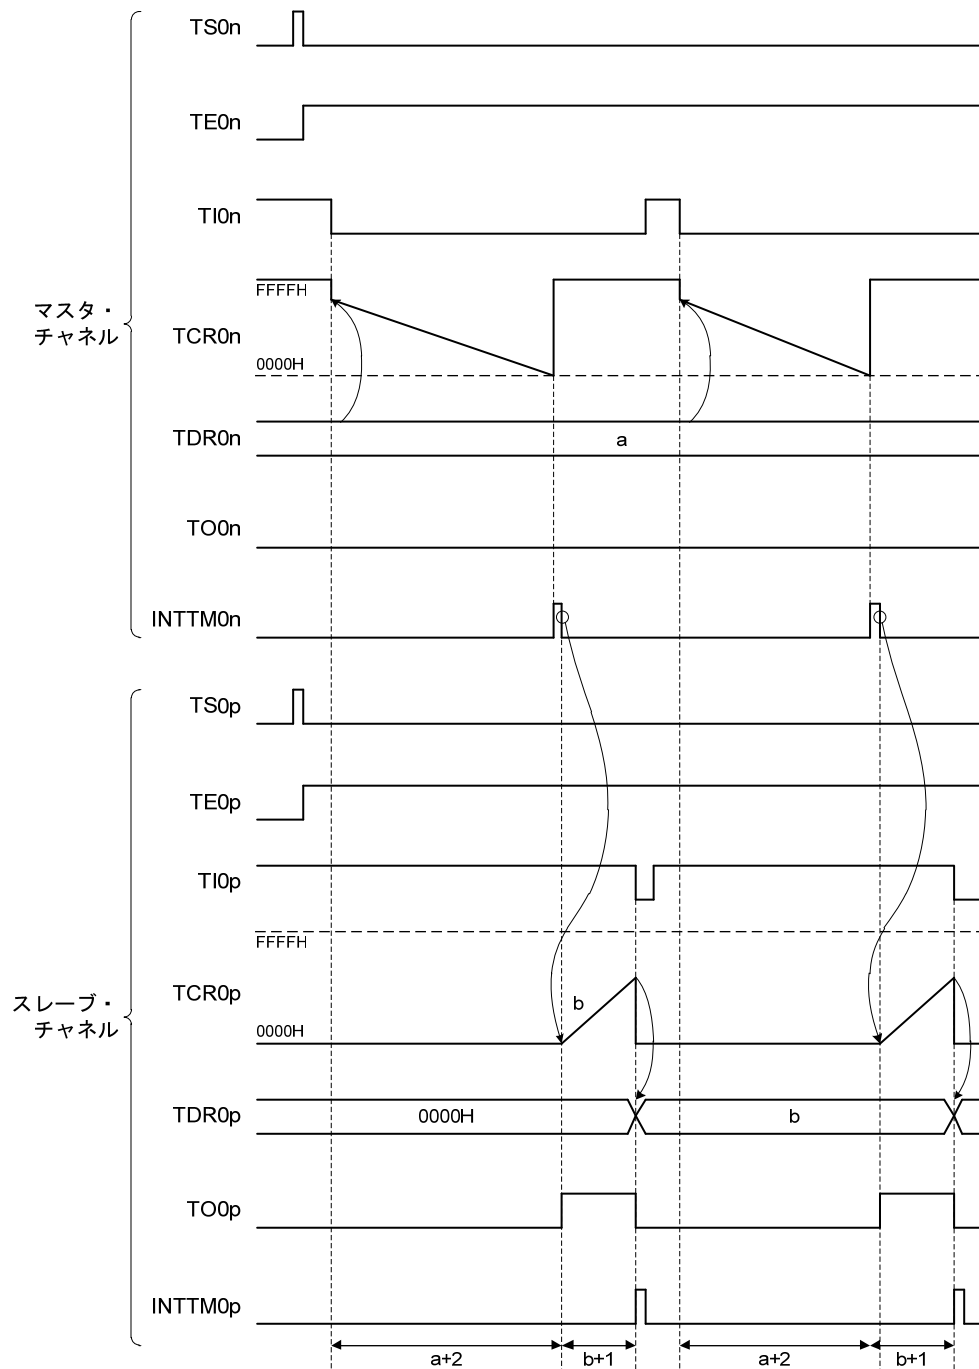 TS0n
TE0n
TI0n
FFFFH
マスタ・
チャネル
TCR0n
0000H
TDR0n
a
TO0n
INTTM0n
TS0p
TE0p
TI0p
FFFFH
スレーブ・
チャネル
TCR0p
b
0000H
TDR0p
0000H
b
TO0p
INTTM0p
a+2
b+1
a+2
b+1